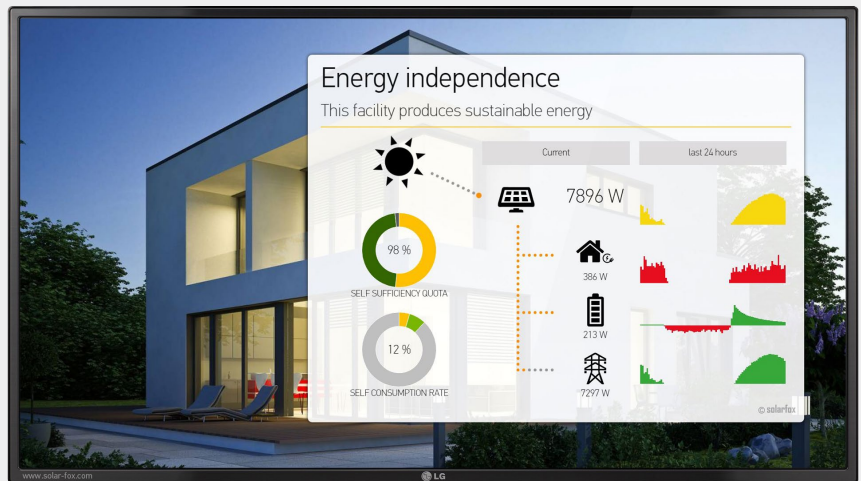 Energy independence
This facility produces sustainable energy
Current
last 24 hours
7896 W
98 %
SELF SUFFICIENCY QUOTA
386 W
213 W
12 %
SELF CONSUMPTION RATE
7297 W
© solarfox
www.solar-fox.com
LG